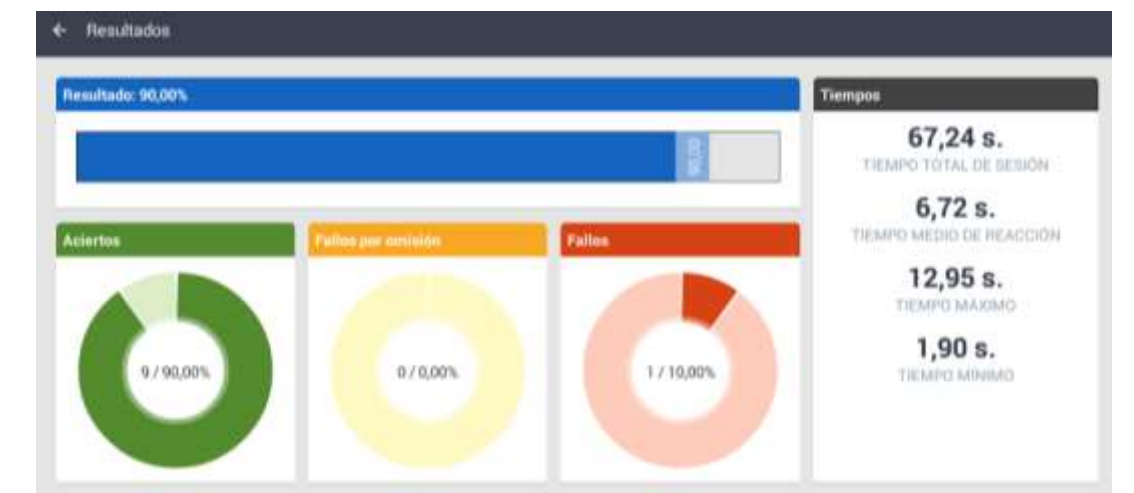 Resultados
Resultado: 90,00%
90,00
Aciertos
9 / 90,00%
Fallos por omisión
0 / 0,00%
Fallos
1 / 10,00%
Tiempos
67,24 s.
TIEMPO TOTAL DE SESIÓN
6,72 s.
TIEMPO MEDIO DE REACCIÓN
12,95 s.
TIEMPO MÁXIMO
1,90 s.
TIEMPO MÍNIMO